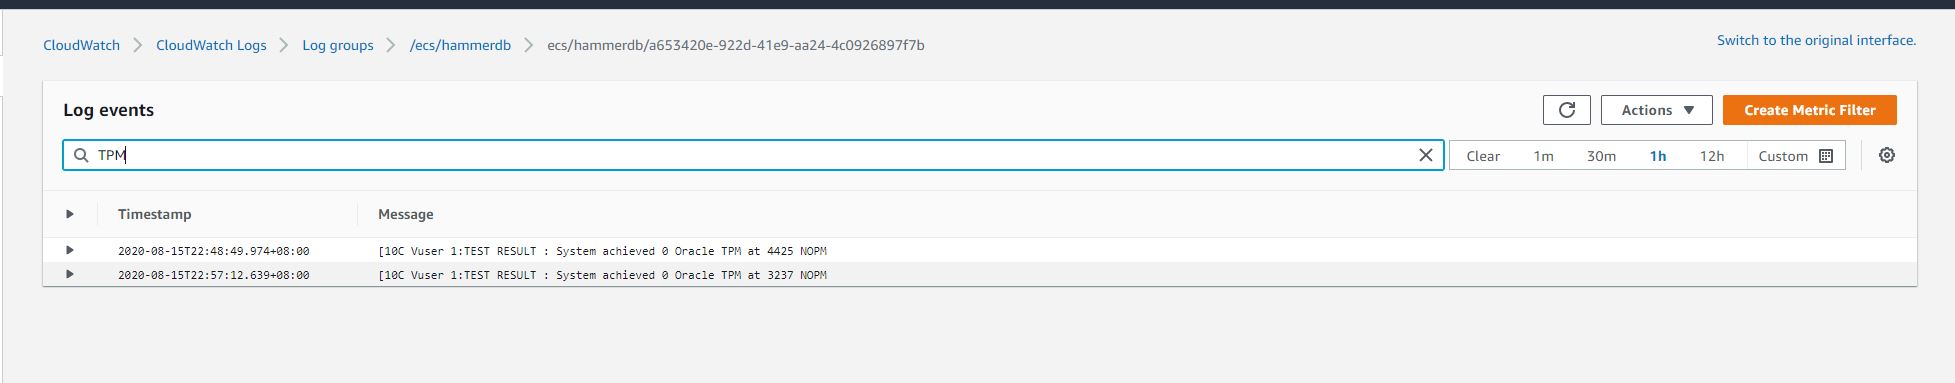 CloudWatch > CloudWatch Logs > Log groups > /ecs/hammerdb > ecs/hammerdb/a653420e-922d-41e9-aa24-4c0926897f7b
Switch to the original interface.
Log events
Actions
Create Metric Filter
TPM
Clear 1m 30m 1h 12h Custom
Timestamp Message
2020-08-15T22:48:49.974+08:00 [10C Vuser 1:TEST RESULT : System achieved 0 Oracle TPM at 4425 NOPM
2020-08-15T22:57:12.639+08:00 [10C Vuser 1:TEST RESULT : System achieved 0 Oracle TPM at 3237 NOPM